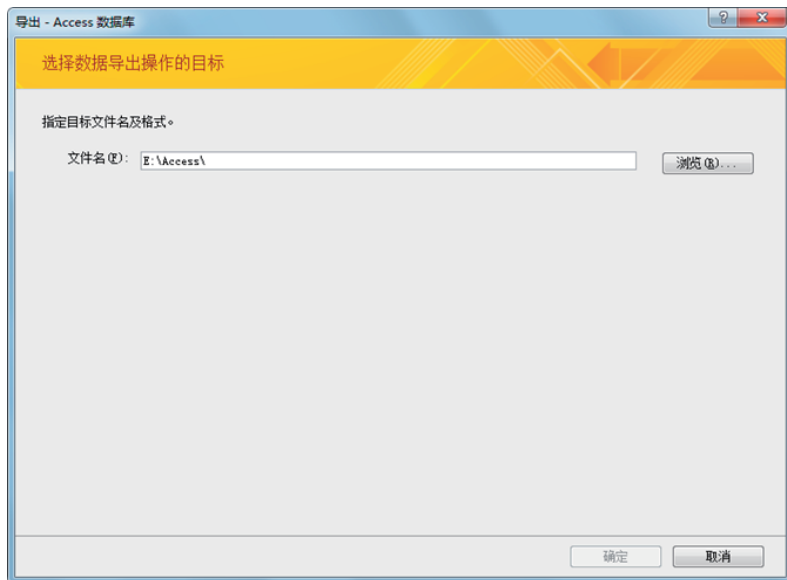 导出 - Access 数据库
选择数据导出操作的目标
指定目标文件名及格式。
文件名(F): E:\Access\ 浏览(R)...
确定 取消